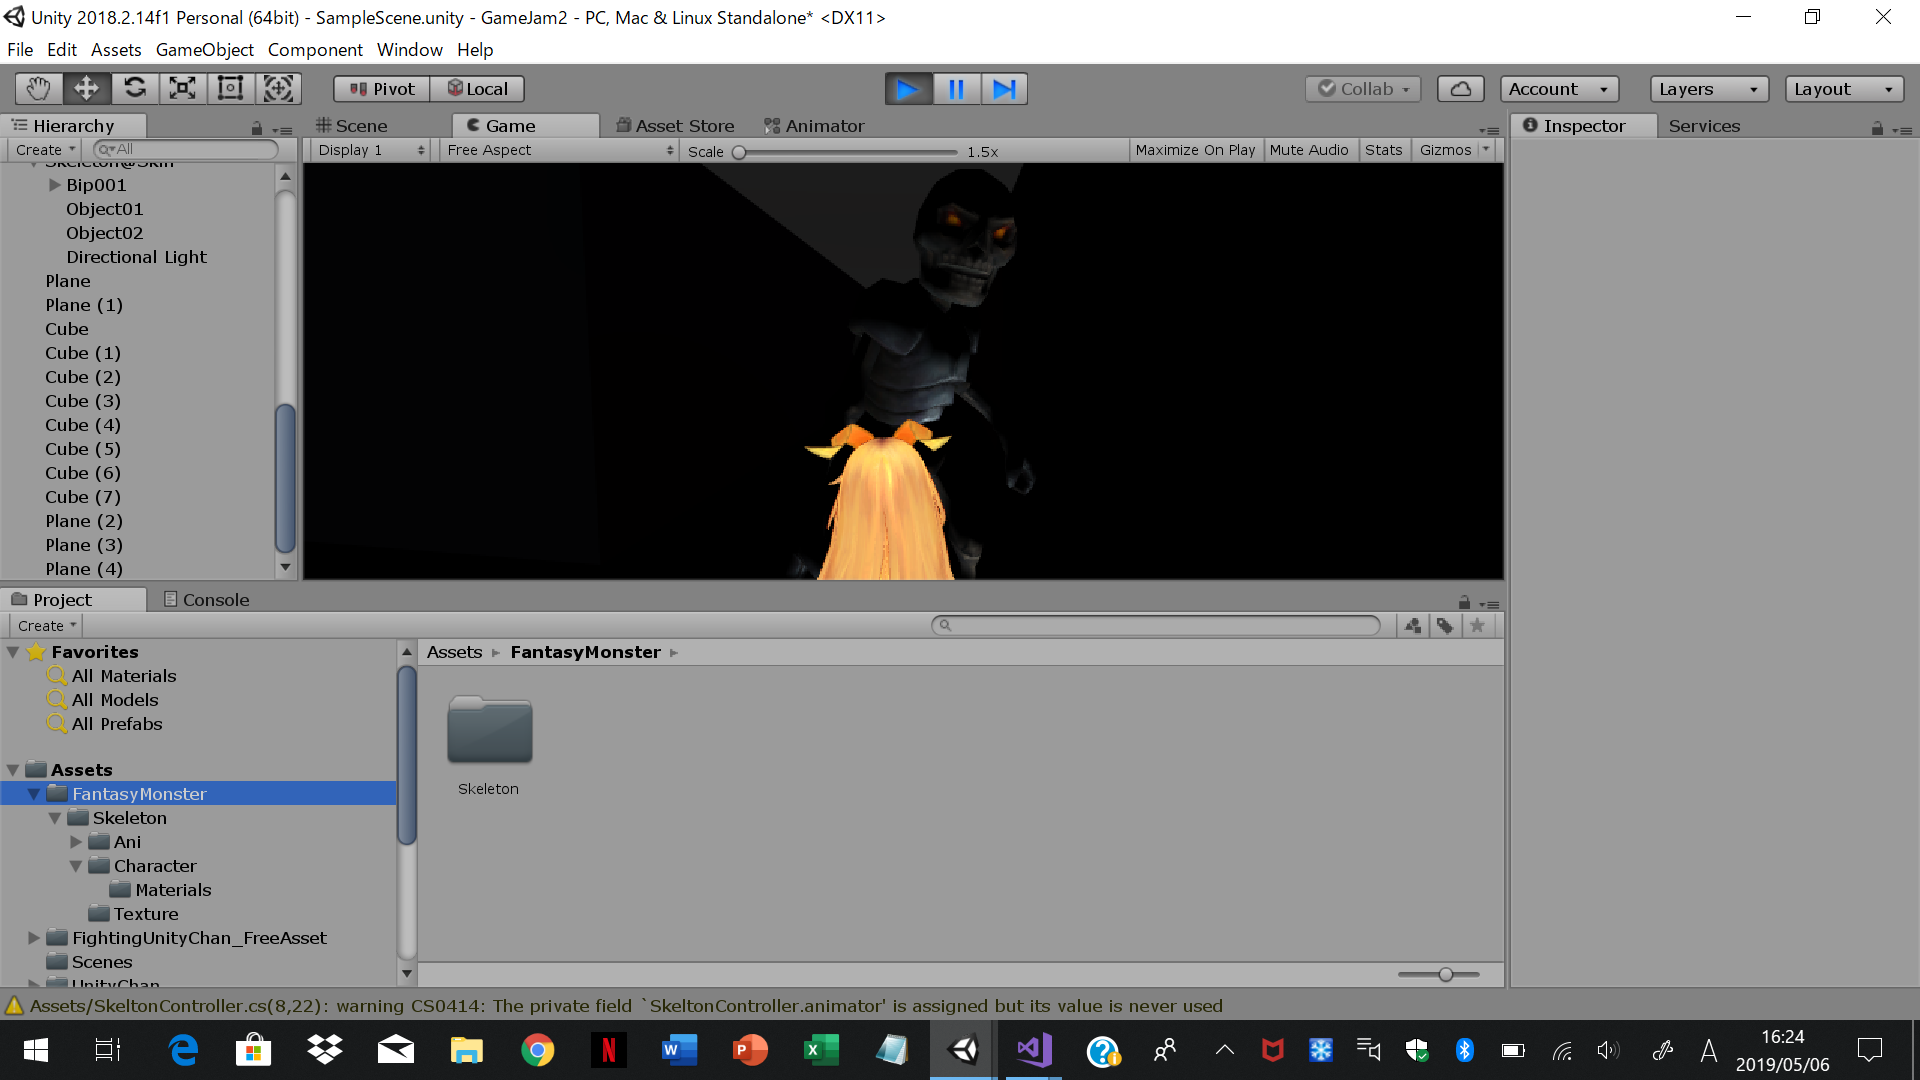 Unity 2018.2.14f1 Personal (64bit) - SampleScene.unity - GameJam2 - PC, Mac & Linux Standalone* <DX11>
File Edit Assets GameObject Component Window Help
Pivot Local Collab Account Layers Layout
Hierarchy Scene Game Asset Store Animator Inspector Services
Create All Display 1 Free Aspect Scale 1.5x Maximize On Play Mute Audio Stats Gizmos
Skeleton@Skin
Bip001
Object01
Object02
Directional Light
Plane
Plane (1)
Cube
Cube (1)
Cube (2)
Cube (3)
Cube (4)
Cube (5)
Cube (6)
Cube (7)
Plane (2)
Plane (3)
Plane (4)
Project Console
Create
Favorites
All Materials
All Models
All Prefabs
Assets
FantasyMonster
Skeleton
Ani
Character
Materials
Texture
FightingUnityChan_FreeAsset
Scenes
UnityChan
Assets FantasyMonster
Skeleton
Assets/SkeltonController.cs(8,22): warning CS0414: The private field `SkeltonController.animator' is assigned but its value is never used
16:24
2019/05/06